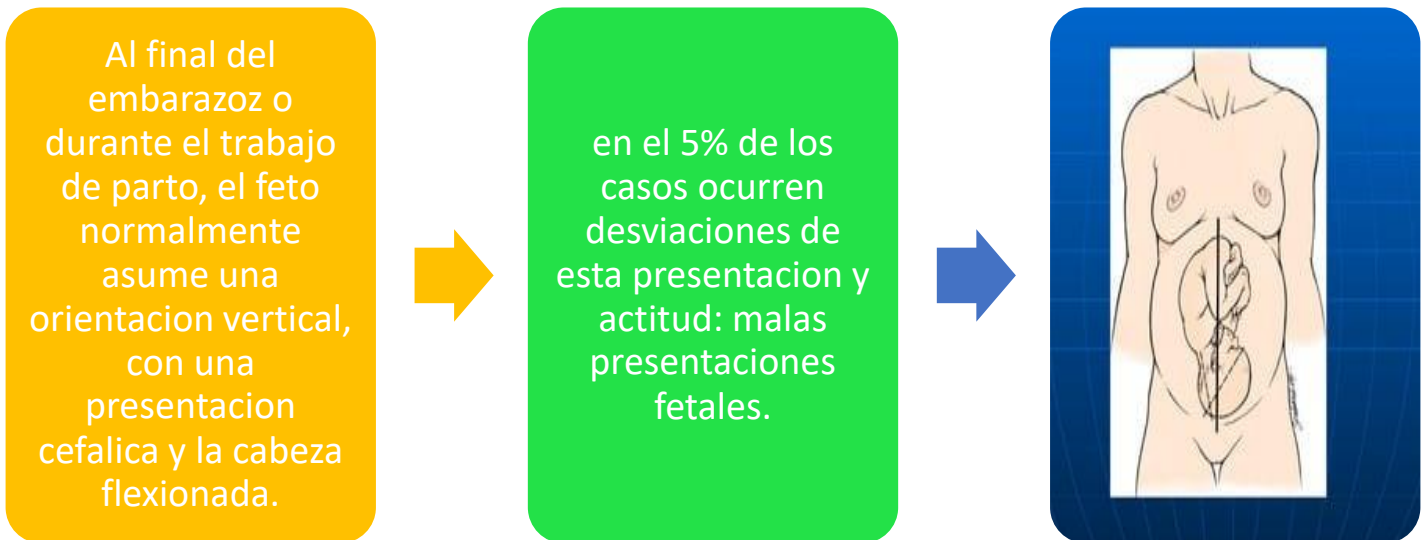 Al final del
embarazoz o
durante el trabajo
de parto, el feto
normalmente
asume una
orientacion vertical,
con una
presentacion
cefalica y la cabeza
flexionada.
en el 5% de los
casos ocurren
desviaciones de
esta presentacion y
actitud: malas
presentaciones
fetales.